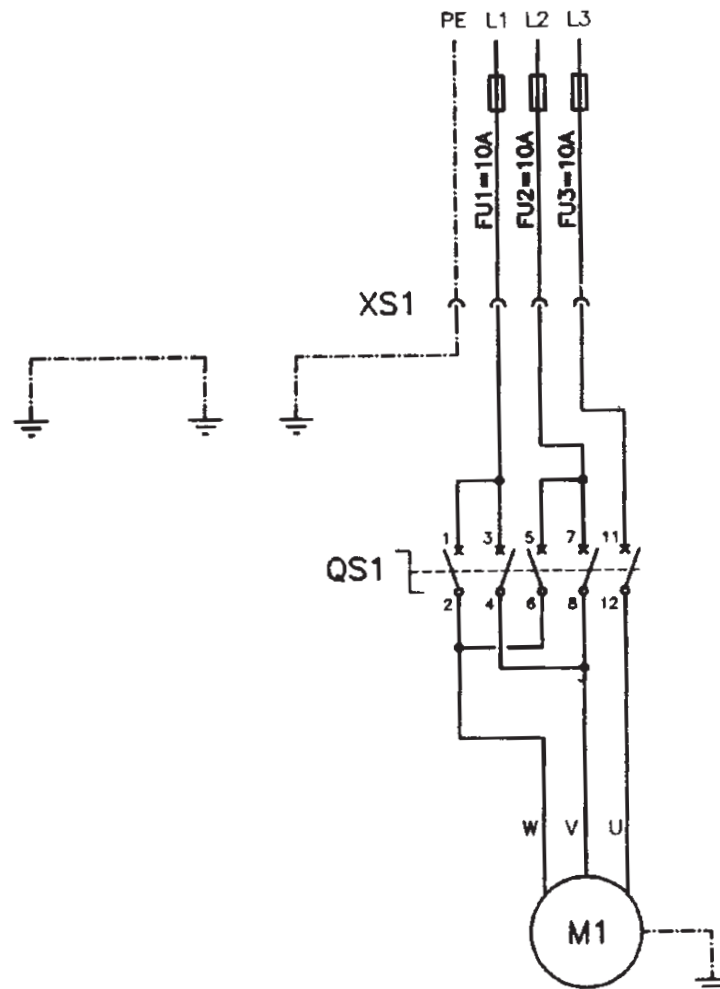 PE L1 L2 L3
FU1=10A
FU2=10A
FU3=10A
XS1
1 3 5 7 11
QS1
2 4 6 8 12
W V U
M1